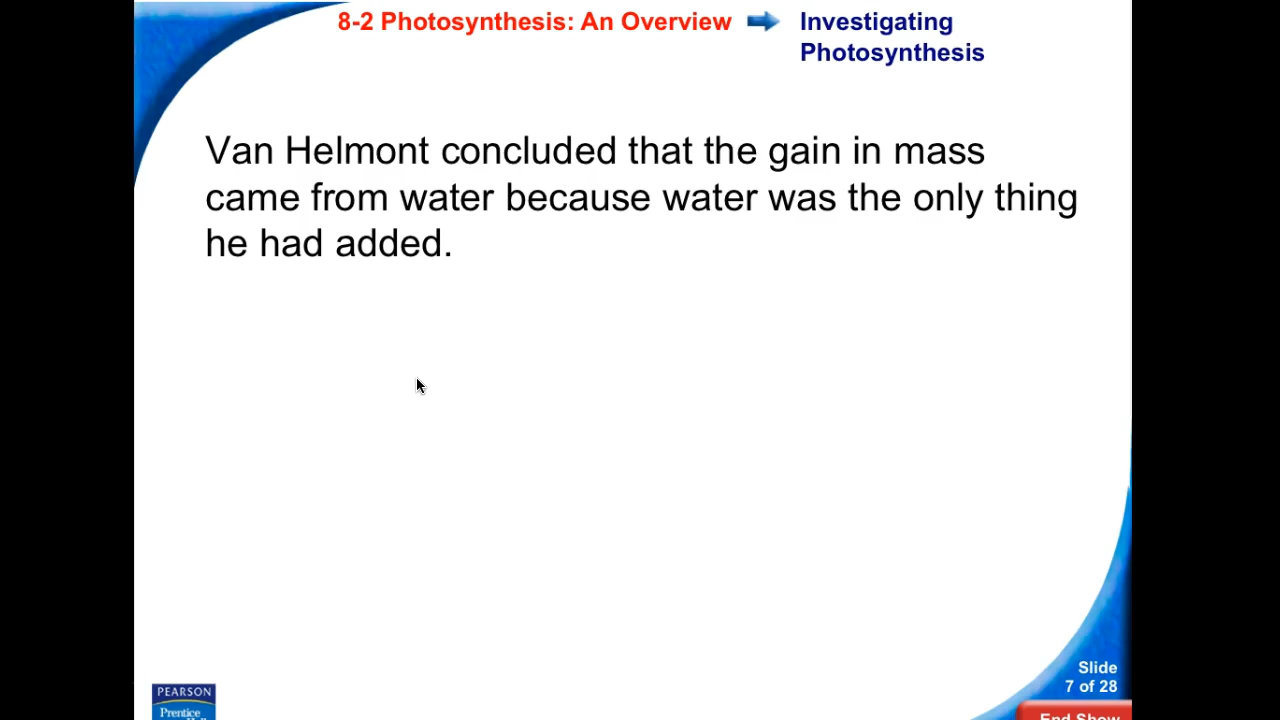 8-2 Photosynthesis: An Overview
Investigating
Photosynthesis
Van Helmont concluded that the gain in mass
came from water because water was the only thing
he had added.
Slide
7 of 28
End Show
PEARSON
Prentice